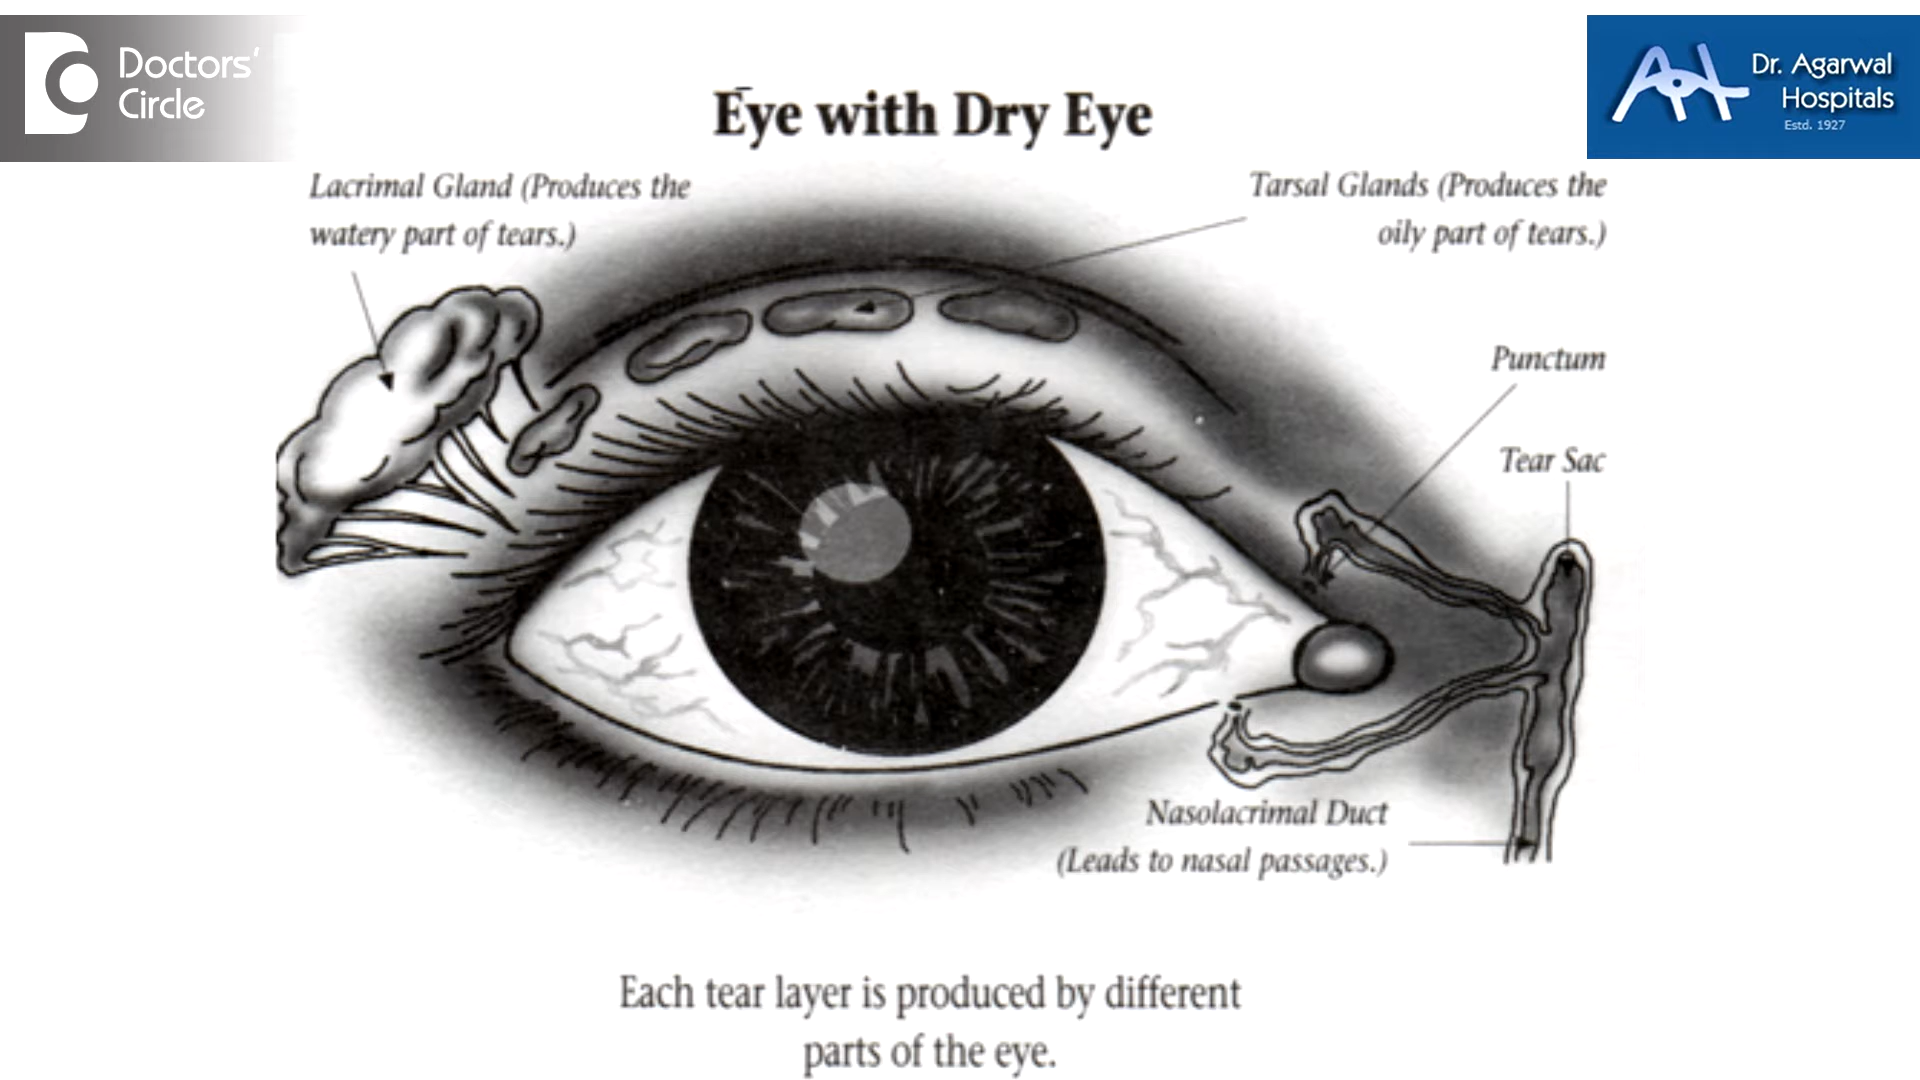 Doctors'
Circle
Dr. Agarwal
Hospitals
Estd. 1927
Eye with Dry Eye
Lacrimal Gland (Produces the
watery part of tears.)
Tarsal Glands (Produces the
oily part of tears.)
Punctum
Tear Sac
Nasolacrimal Duct
(Leads to nasal passages.)
Each tear layer is produced by different
parts of the eye.